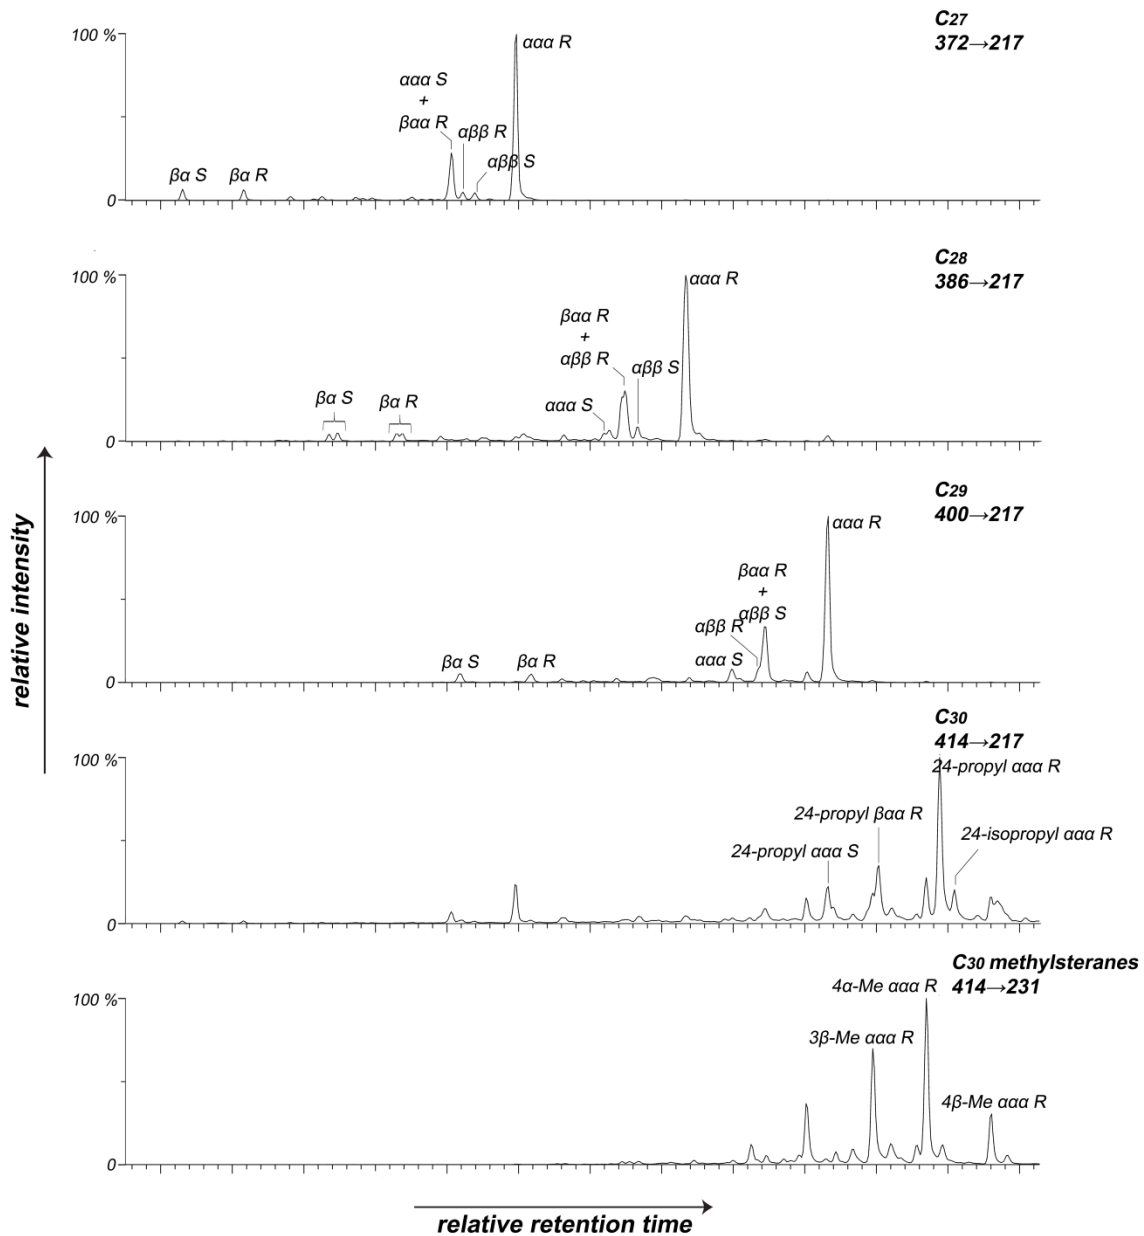 C27
372→217
100 %
ααα R
ααα S
+
βαα R
αββ R
αββ S
βα S
βα R
0
C28
386→217
100 %
ααα R
βαα R
+
αββ R
αββ S
ααα S
βα S
βα R
0
C29
400→217
100 %
ααα R
βαα R
+
αββ S
αββ R
ααα S
βα S
βα R
0
C30
414→217
100 %
24-propyl ααα R
24-propyl βαα R
24-isopropyl ααα R
24-propyl ααα S
0
C30 methylsteranes
414→231
100 %
4α-Me ααα R
3β-Me ααα R
4β-Me ααα R
0
relative intensity
relative retention time